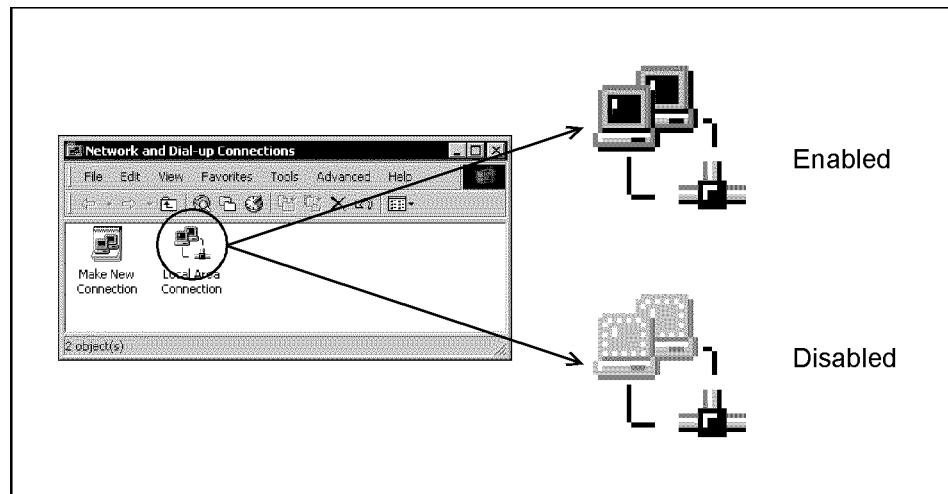 Network and Dial-up Connections
File Edit View Favorites Tools Advanced Help
Make New
Connection
Local Area
Connection
2 object(s)
Enabled
Disabled